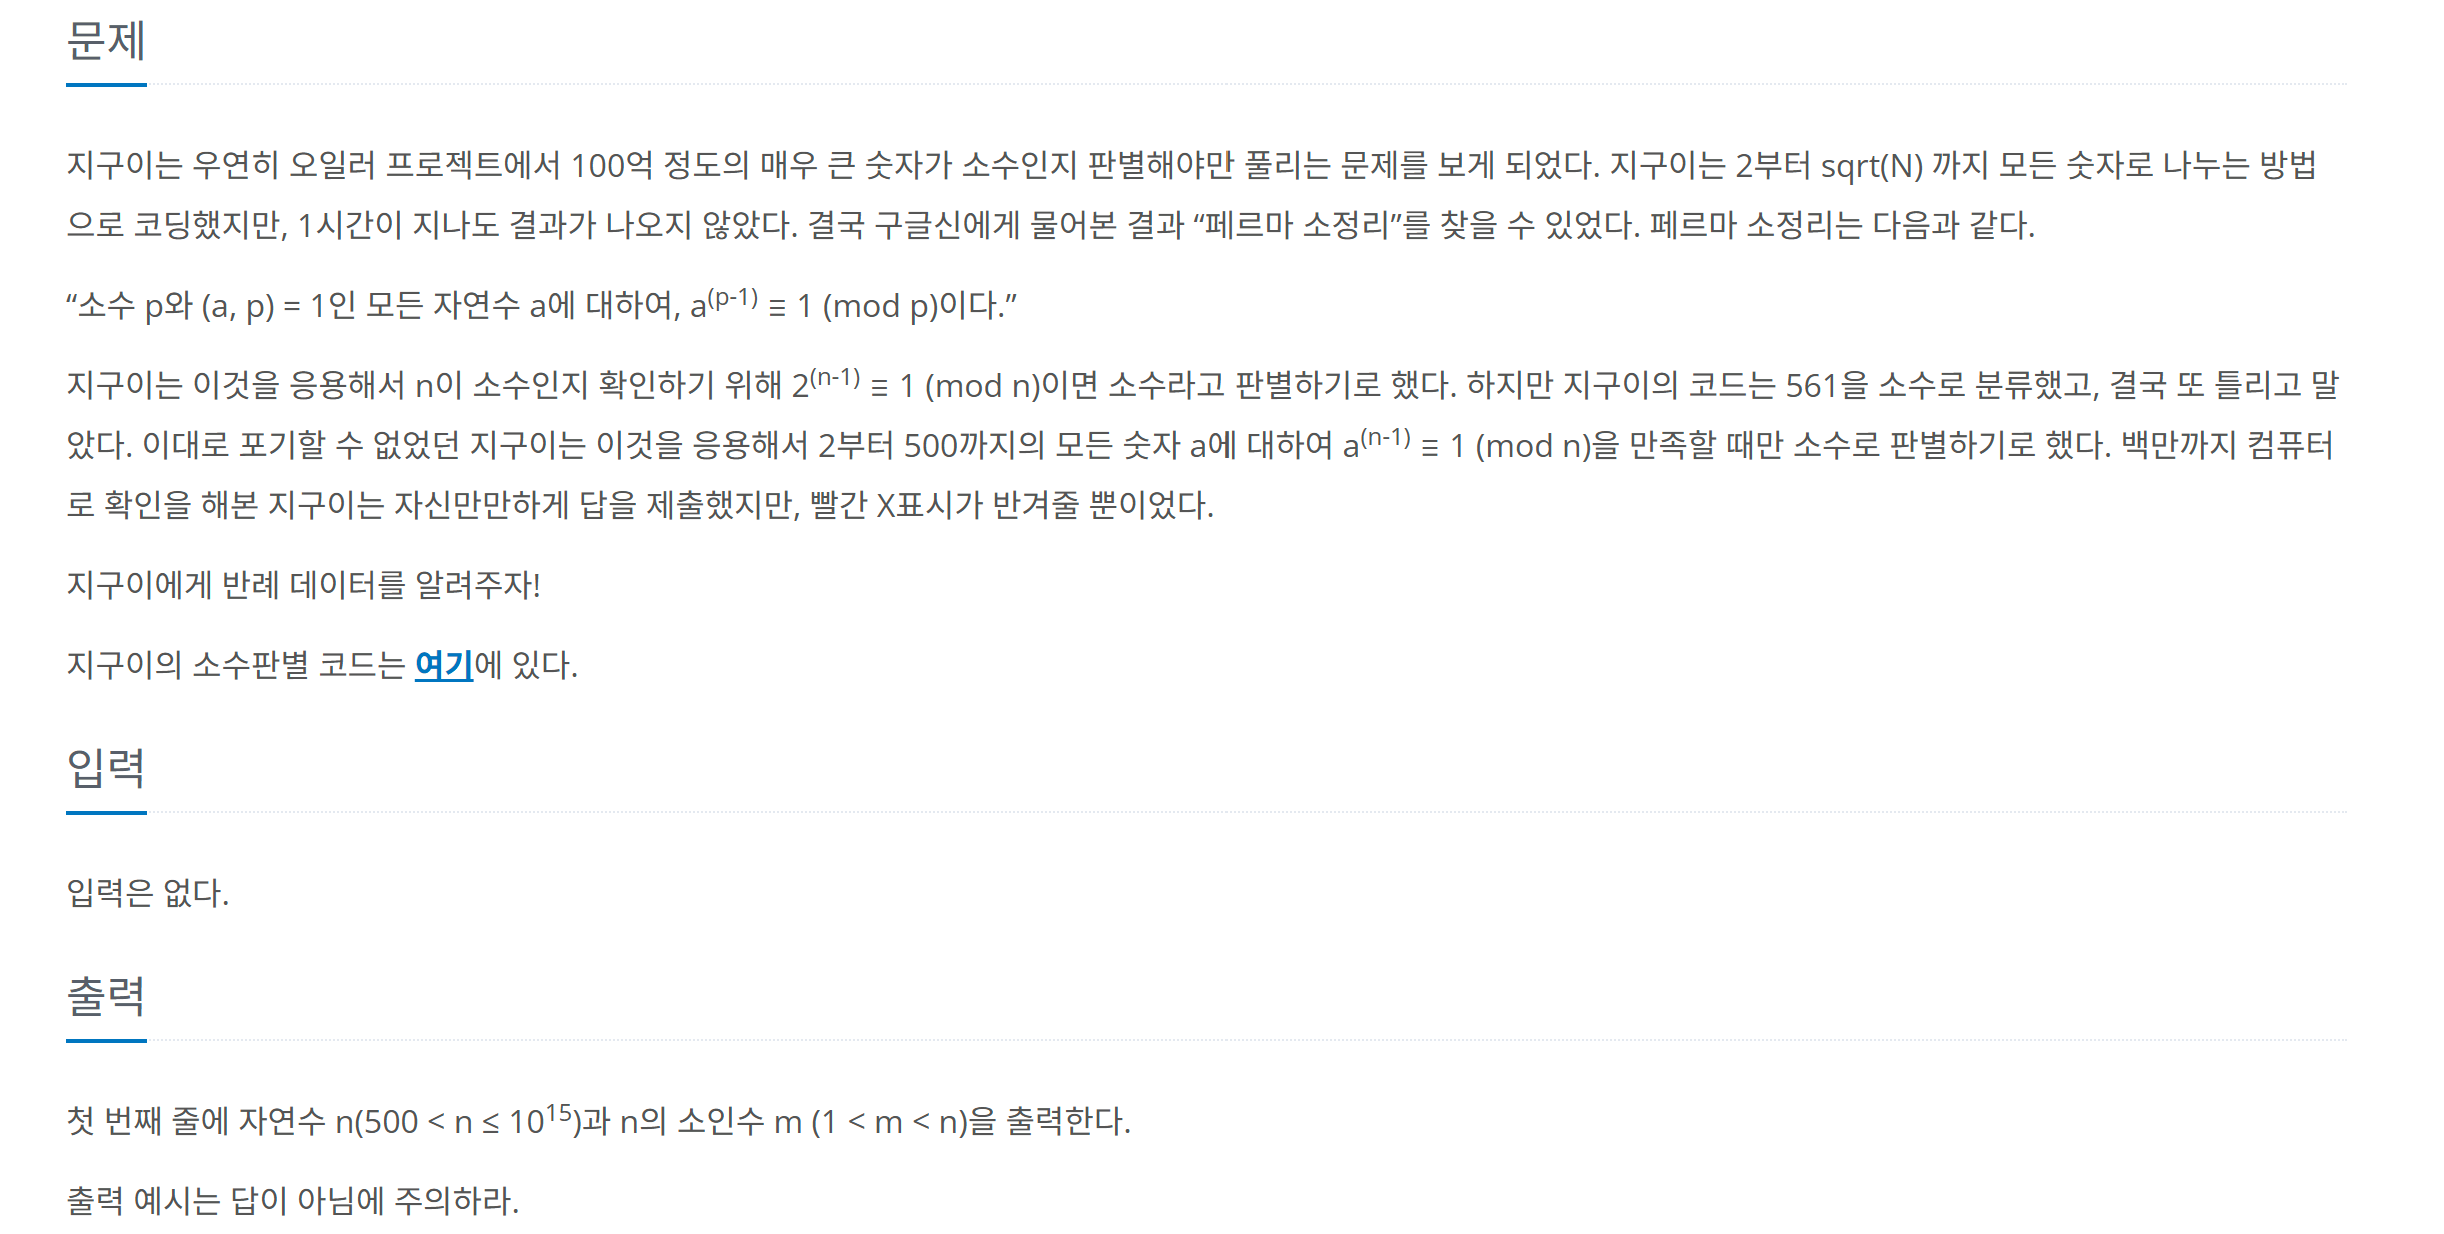 문제
지구이는 우연히 오일러 프로젝트에서 100억 정도의 매우 큰 숫자가 소수인지 판별해야만 풀리는 문제를 보게 되었다. 지구이는 2부터 sqrt(N) 까지 모든 숫자로 나누는 방법
으로 코딩했지만, 1시간이 지나도 결과가 나오지 않았다. 결국 구글신에게 물어본 결과 “페르마 소정리”를 찾을 수 있었다. 페르마 소정리는 다음과 같다.
“소수 p와 (a, p) = 1인 모든 자연수 a에 대하여, a^(p-1) ≡ 1 (mod p)이다.”
지구이는 이것을 응용해서 n이 소수인지 확인하기 위해 2^(n-1) ≡ 1 (mod n)이면 소수라고 판별하기로 했다. 하지만 지구이의 코드는 561을 소수로 분류했고, 결국 또 틀리고 말
았다. 이대로 포기할 수 없었던 지구이는 이것을 응용해서 2부터 500까지의 모든 숫자 a에 대하여 a^(n-1) ≡ 1 (mod n)을 만족할 때만 소수로 판별하기로 했다. 백만까지 컴퓨터
로 확인을 해본 지구이는 자신만만하게 답을 제출했지만, 빨간 X표시가 반겨줄 뿐이었다.
지구이에게 반례 데이터를 알려주자!
지구이의 소수판별 코드는 여기에 있다.
입력
입력은 없다.
출력
첫 번째 줄에 자연수 n(500 < n ≤ 10^15)과 n의 소인수 m (1 < m < n)을 출력한다.
출력 예시는 답이 아님에 주의하라.